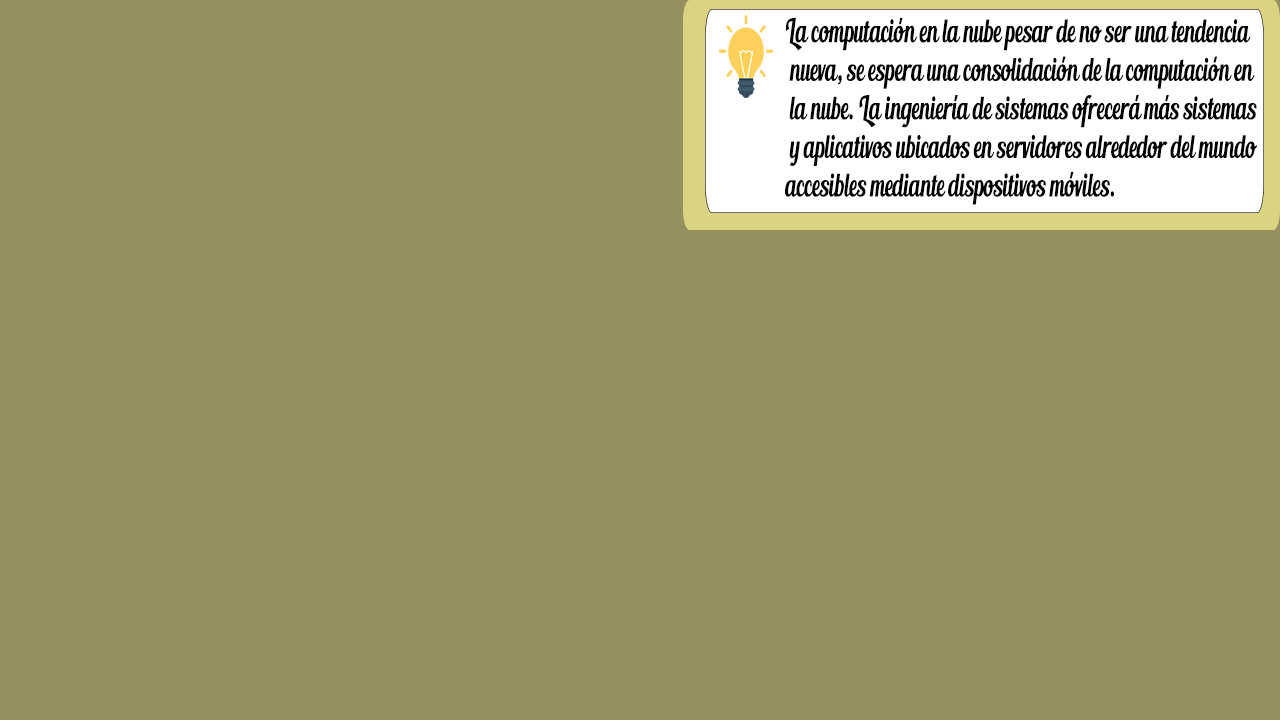 La computación en la nube pesar de no ser una tendencia
nueva, se espera una consolidación de la computación en
la nube. La ingeniería de sistemas ofrecerá más sistemas
y aplicativos ubicados en servidores alrededor del mundo
accesibles mediante dispositivos móviles.